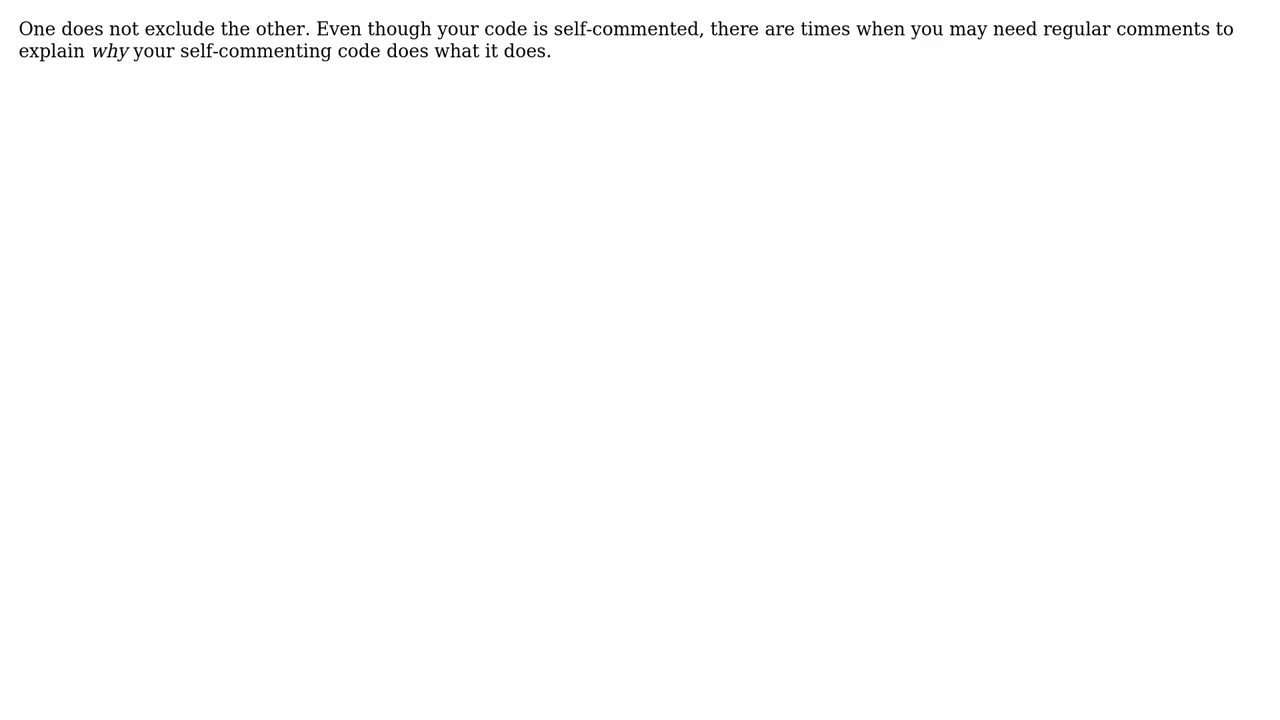 One does not exclude the other. Even though your code is self-commented, there are times when you may need regular comments to
explain why your self-commenting code does what it does.